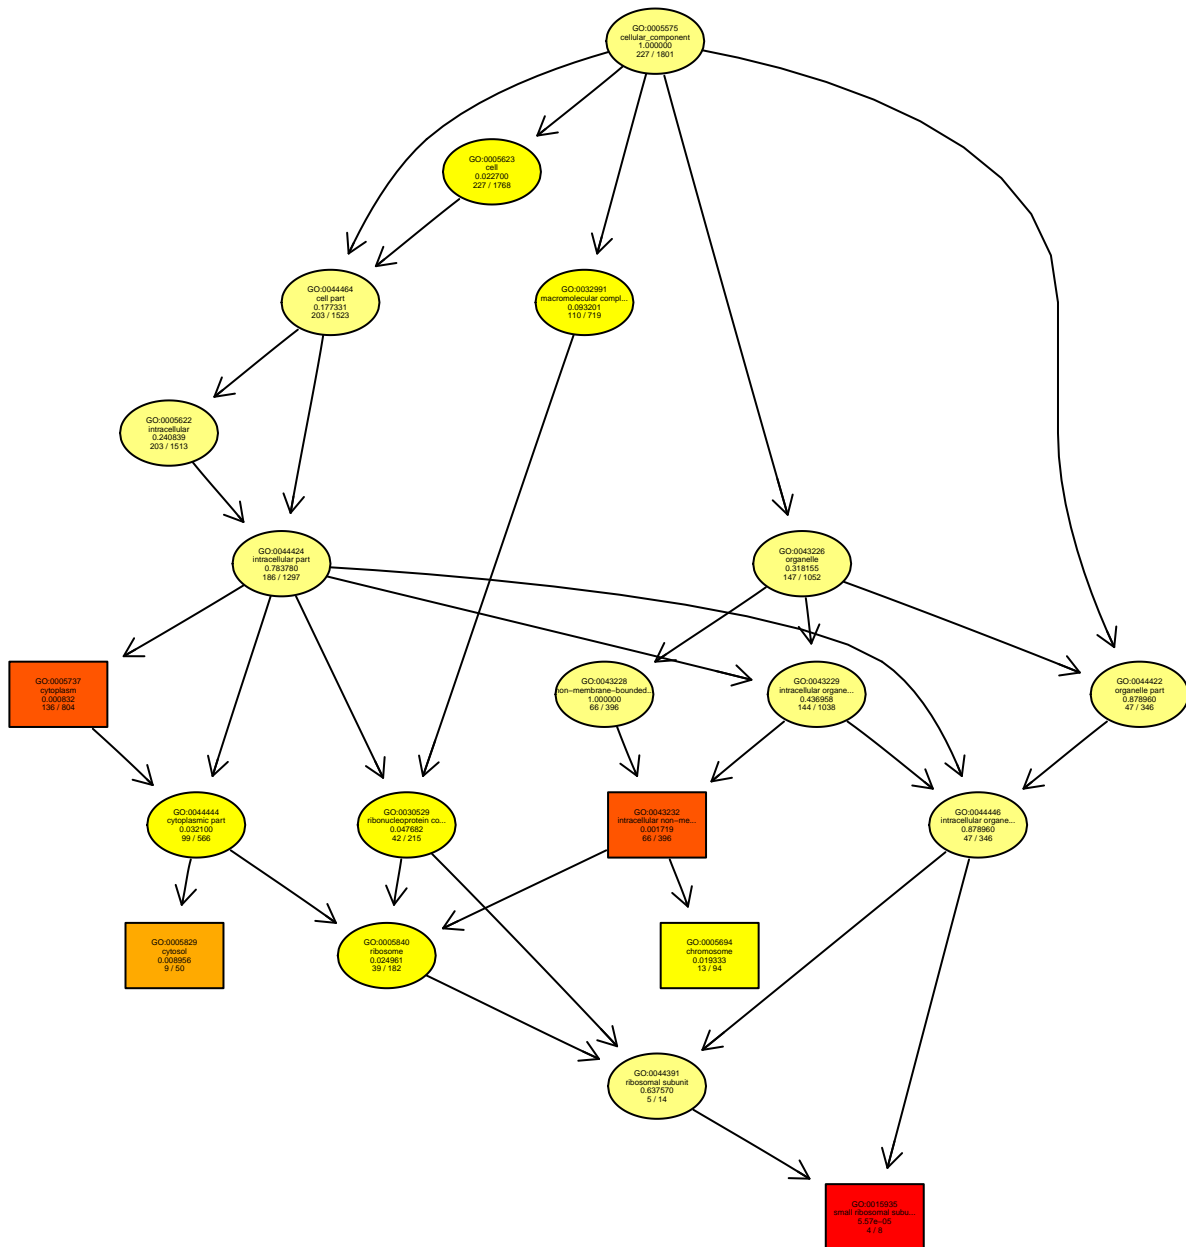 GO:0005575
cellular_component
1.000000
227 / 1801
GO:0005623
cell
0.022700
227 / 1768
GO:0044464
cell part
0.177331
203 / 1523
GO:0032991
macromolecular compl...
0.093201
110 / 719
GO:0005622
intracellular
0.240839
203 / 1513
GO:0044424
intracellular part
0.783780
186 / 1297
GO:0043226
organelle
0.318155
147 / 1052
GO:0005737
cytoplasm
0.000832
136 / 804
GO:0043228
non−membrane−bounded...
1.000000
66 / 396
GO:0043229
intracellular organe...
0.436958
144 / 1038
GO:0044422
organelle part
0.878960
47 / 346
GO:0044444
cytoplasmic part
0.032100
99 / 566
GO:0030529
ribonucleoprotein co...
0.047682
42 / 215
GO:0043232
intracellular non−me...
0.001719
66 / 396
GO:0044446
intracellular organe...
0.878960
47 / 346
GO:0005829
cytosol
0.008956
9 / 50
GO:0005840
ribosome
0.024961
39 / 182
GO:0005694
chromosome
0.019333
13 / 94
GO:0044391
ribosomal subunit
0.637570
5 / 14
GO:0015935
small ribosomal subu...
5.57e−05
4 / 8